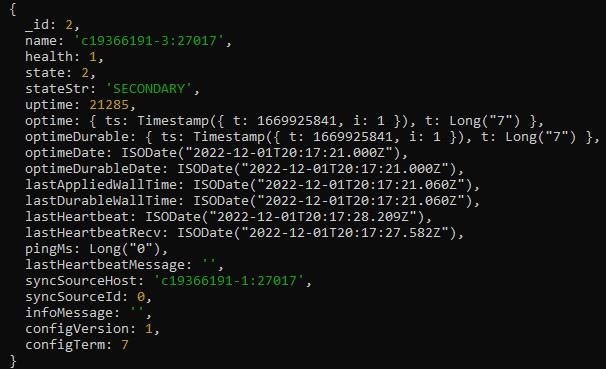 {
  _id: 2,
  name: 'c19366191-3:27017',
  health: 1,
  state: 2,
  stateStr: 'SECONDARY',
  uptime: 21285,
  optime: { ts: Timestamp({ t: 1669925841, i: 1 }), t: Long("7") },
  optimeDurable: { ts: Timestamp({ t: 1669925841, i: 1 }), t: Long("7") },
  optimeDate: ISODate("2022-12-01T20:17:21.000Z"),
  optimeDurableDate: ISODate("2022-12-01T20:17:21.000Z"),
  lastAppliedWallTime: ISODate("2022-12-01T20:17:21.060Z"),
  lastDurableWallTime: ISODate("2022-12-01T20:17:21.060Z"),
  lastHeartbeat: ISODate("2022-12-01T20:17:28.209Z"),
  lastHeartbeatRecv: ISODate("2022-12-01T20:17:27.582Z"),
  pingMs: Long("0"),
  lastHeartbeatMessage: '',
  syncSourceHost: 'c19366191-1:27017',
  syncSourceId: 0,
  infoMessage: '',
  configVersion: 1,
  configTerm: 7
}